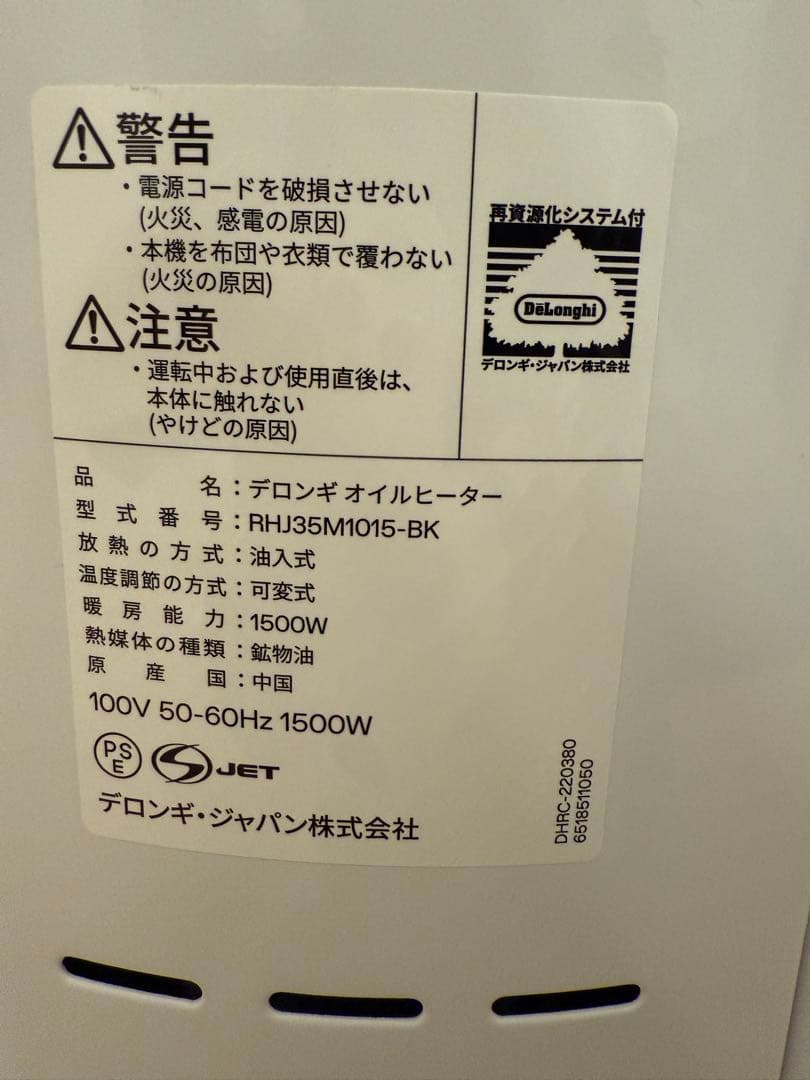 警告
・電源コードを破損させない
(火災、感電の原因)
・本機を布団や衣類で覆わない
(火災の原因)
注意
・運転中および使用直後は、
本体に触れない
(やけどの原因)
再資源化システム付
DēLonghi
デロンギ・ジャパン株式会社
品名：デロンギ オイルヒーター
型式番号：RHJ35M1015-BK
放熱の方式：油入式
温度調節の方式：可変式
暖房能力：1500W
熱媒体の種類：鉱物油
原産国：中国
100V 50-60Hz 1500W
PSE
S JET
デロンギ・ジャパン株式会社
DHRC-220380
6518511050